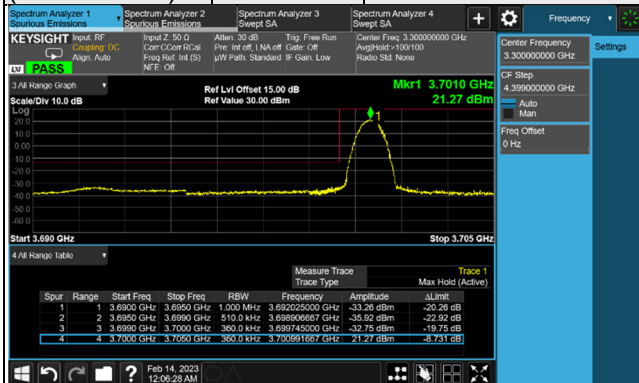 Spectrum Analyzer 1
Spurious Emissions
Spectrum Analyzer 2
Spurious Emissions
Spectrum Analyzer 3
Swept SA
Spectrum Analyzer 4
Swept SA
+
Frequency
KEYSIGHT
Input: RF
Coupling: DC
Align: Auto
Input Z: 50 Ω
Corr CCorr RCal
Freq Ref: Int (S)
NFE: Off
Atten: 30 dB
Pre: Int off, LNA off
µW Path: Standard
Trig: Free Run
Gate: Off
IF Gain: Low
Center Freq: 3.300000000 GHz
Avg|Hold:>100/100
Radio Std: None
LXI
PASS
Center Frequency
3.300000000 GHz
Settings
CF Step
4.399000000 GHz
Auto
Man
Freq Offset
0 Hz
3 All Range Graph
Ref Lvl Offset 15.00 dB
Ref Value 30.00 dBm
Mkr1 3.7010 GHz
21.27 dBm
Scale/Div 10.0 dB
Log
20.0
10.0
0.00
-10.0
-20.0
-30.0
-40.0
-50.0
-60.0
1
Start 3.690 GHz
Stop 3.705 GHz
4 All Range Table
Measure Trace Trace 1
Trace Type Max Hold (Active)
Spur Range Start Freq Stop Freq RBW Frequency Amplitude ΔLimit
1 1 3.6900 GHz 3.6950 GHz 1.000 MHz 3.692025000 GHz -33.26 dBm -20.26 dB
2 2 3.6950 GHz 3.6990 GHz 510.0 kHz 3.698906667 GHz -35.92 dBm -22.92 dB
3 3 3.6990 GHz 3.7000 GHz 360.0 kHz 3.699745000 GHz -32.75 dBm -19.75 dB
4 4 3.7000 GHz 3.7050 GHz 360.0 kHz 3.700991667 GHz 21.27 dBm -8.731 dB
?
Feb 14, 2023
12:06:28 AM